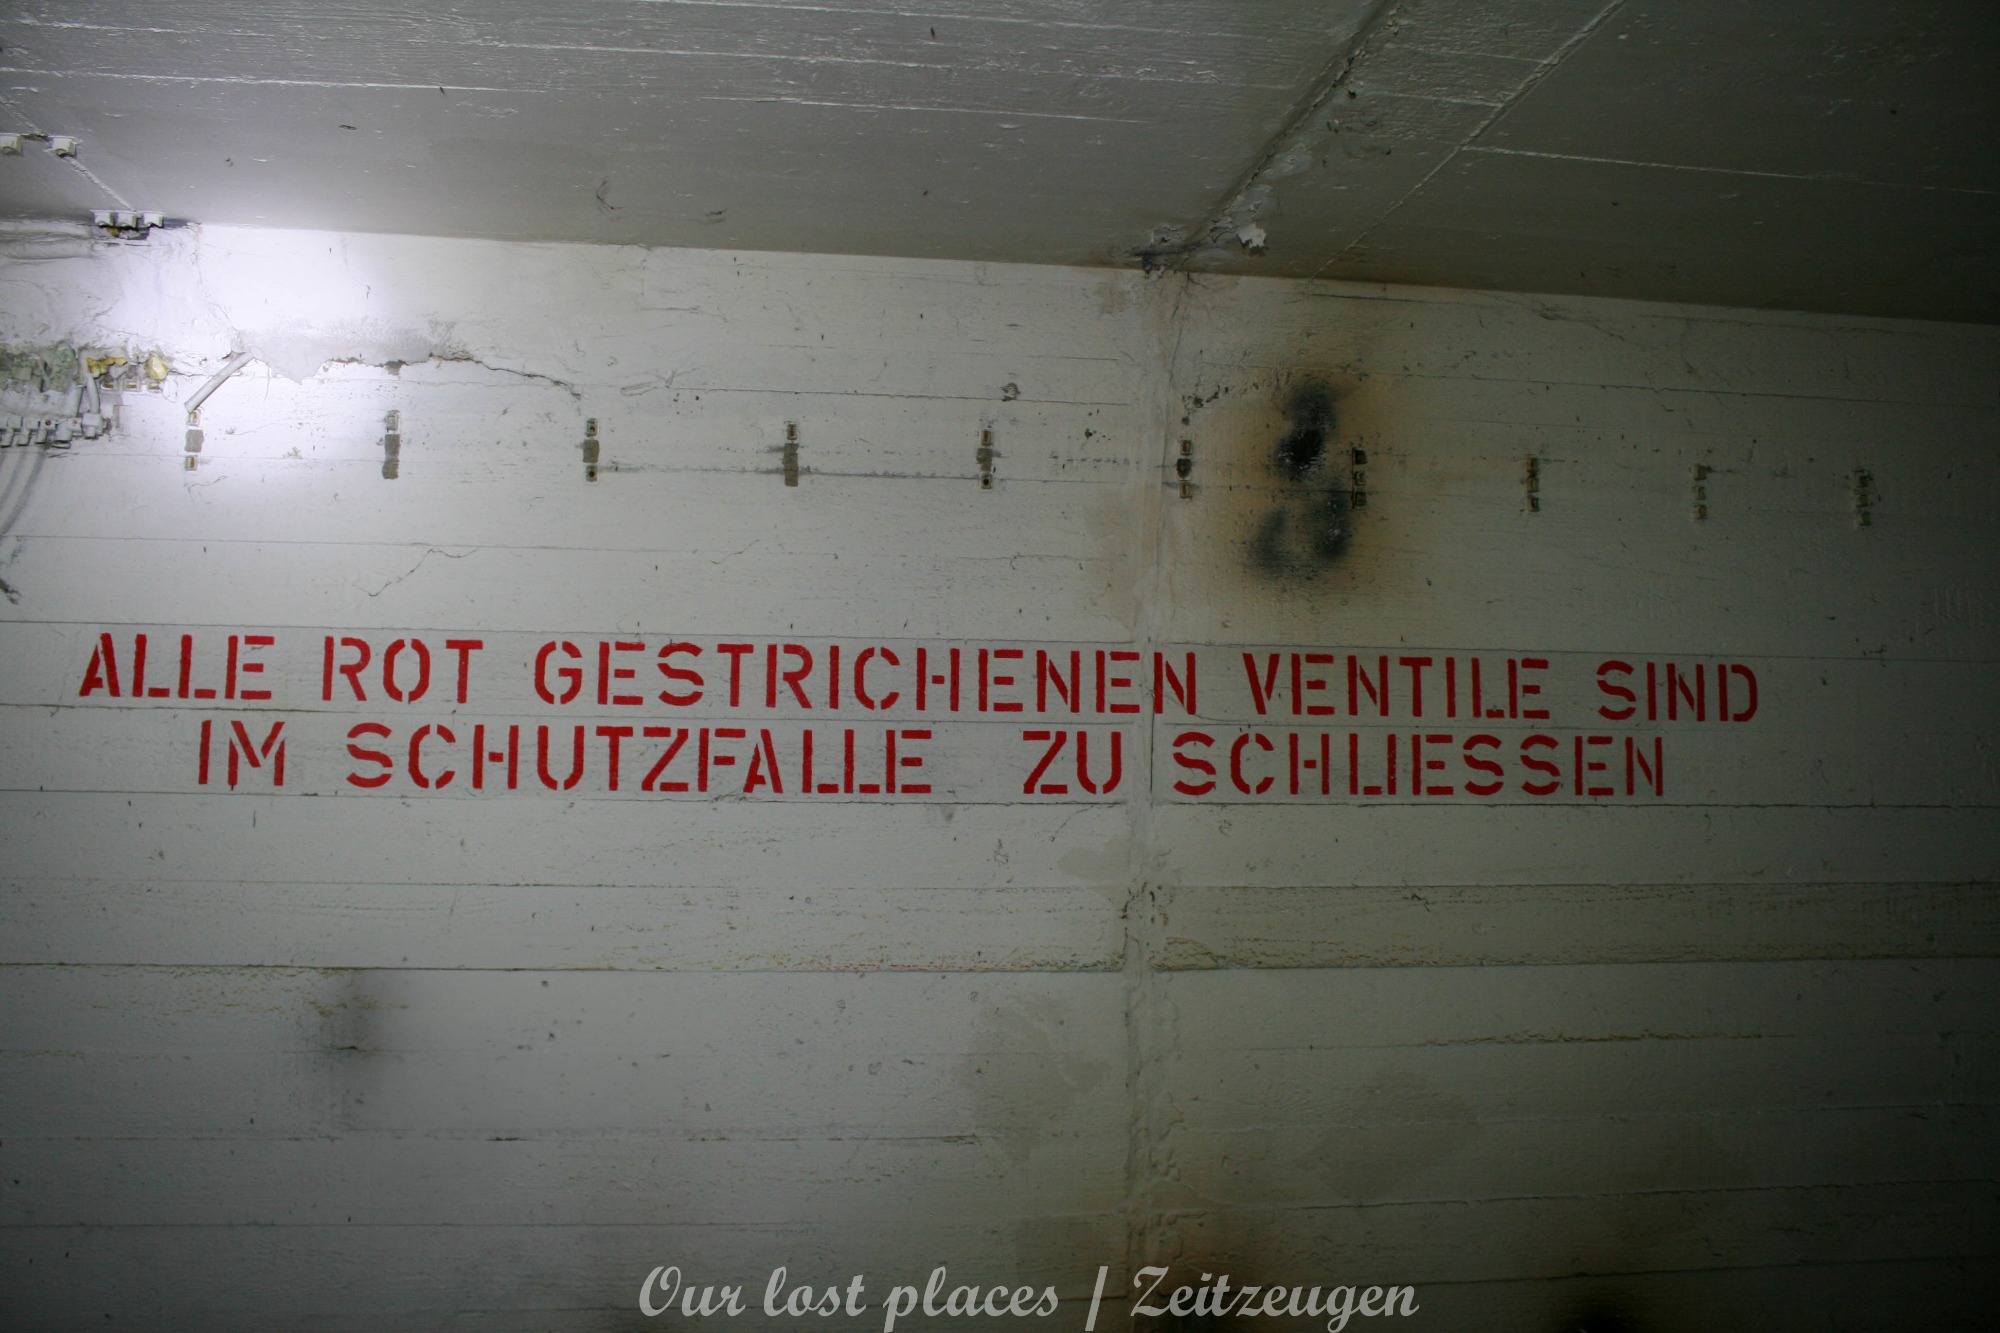 ALLE ROT GESTRICHENEN VENTILE SIND
IM SCHUTZFALLE ZU SCHLIESSEN
Our lost places / Zeitzeugen